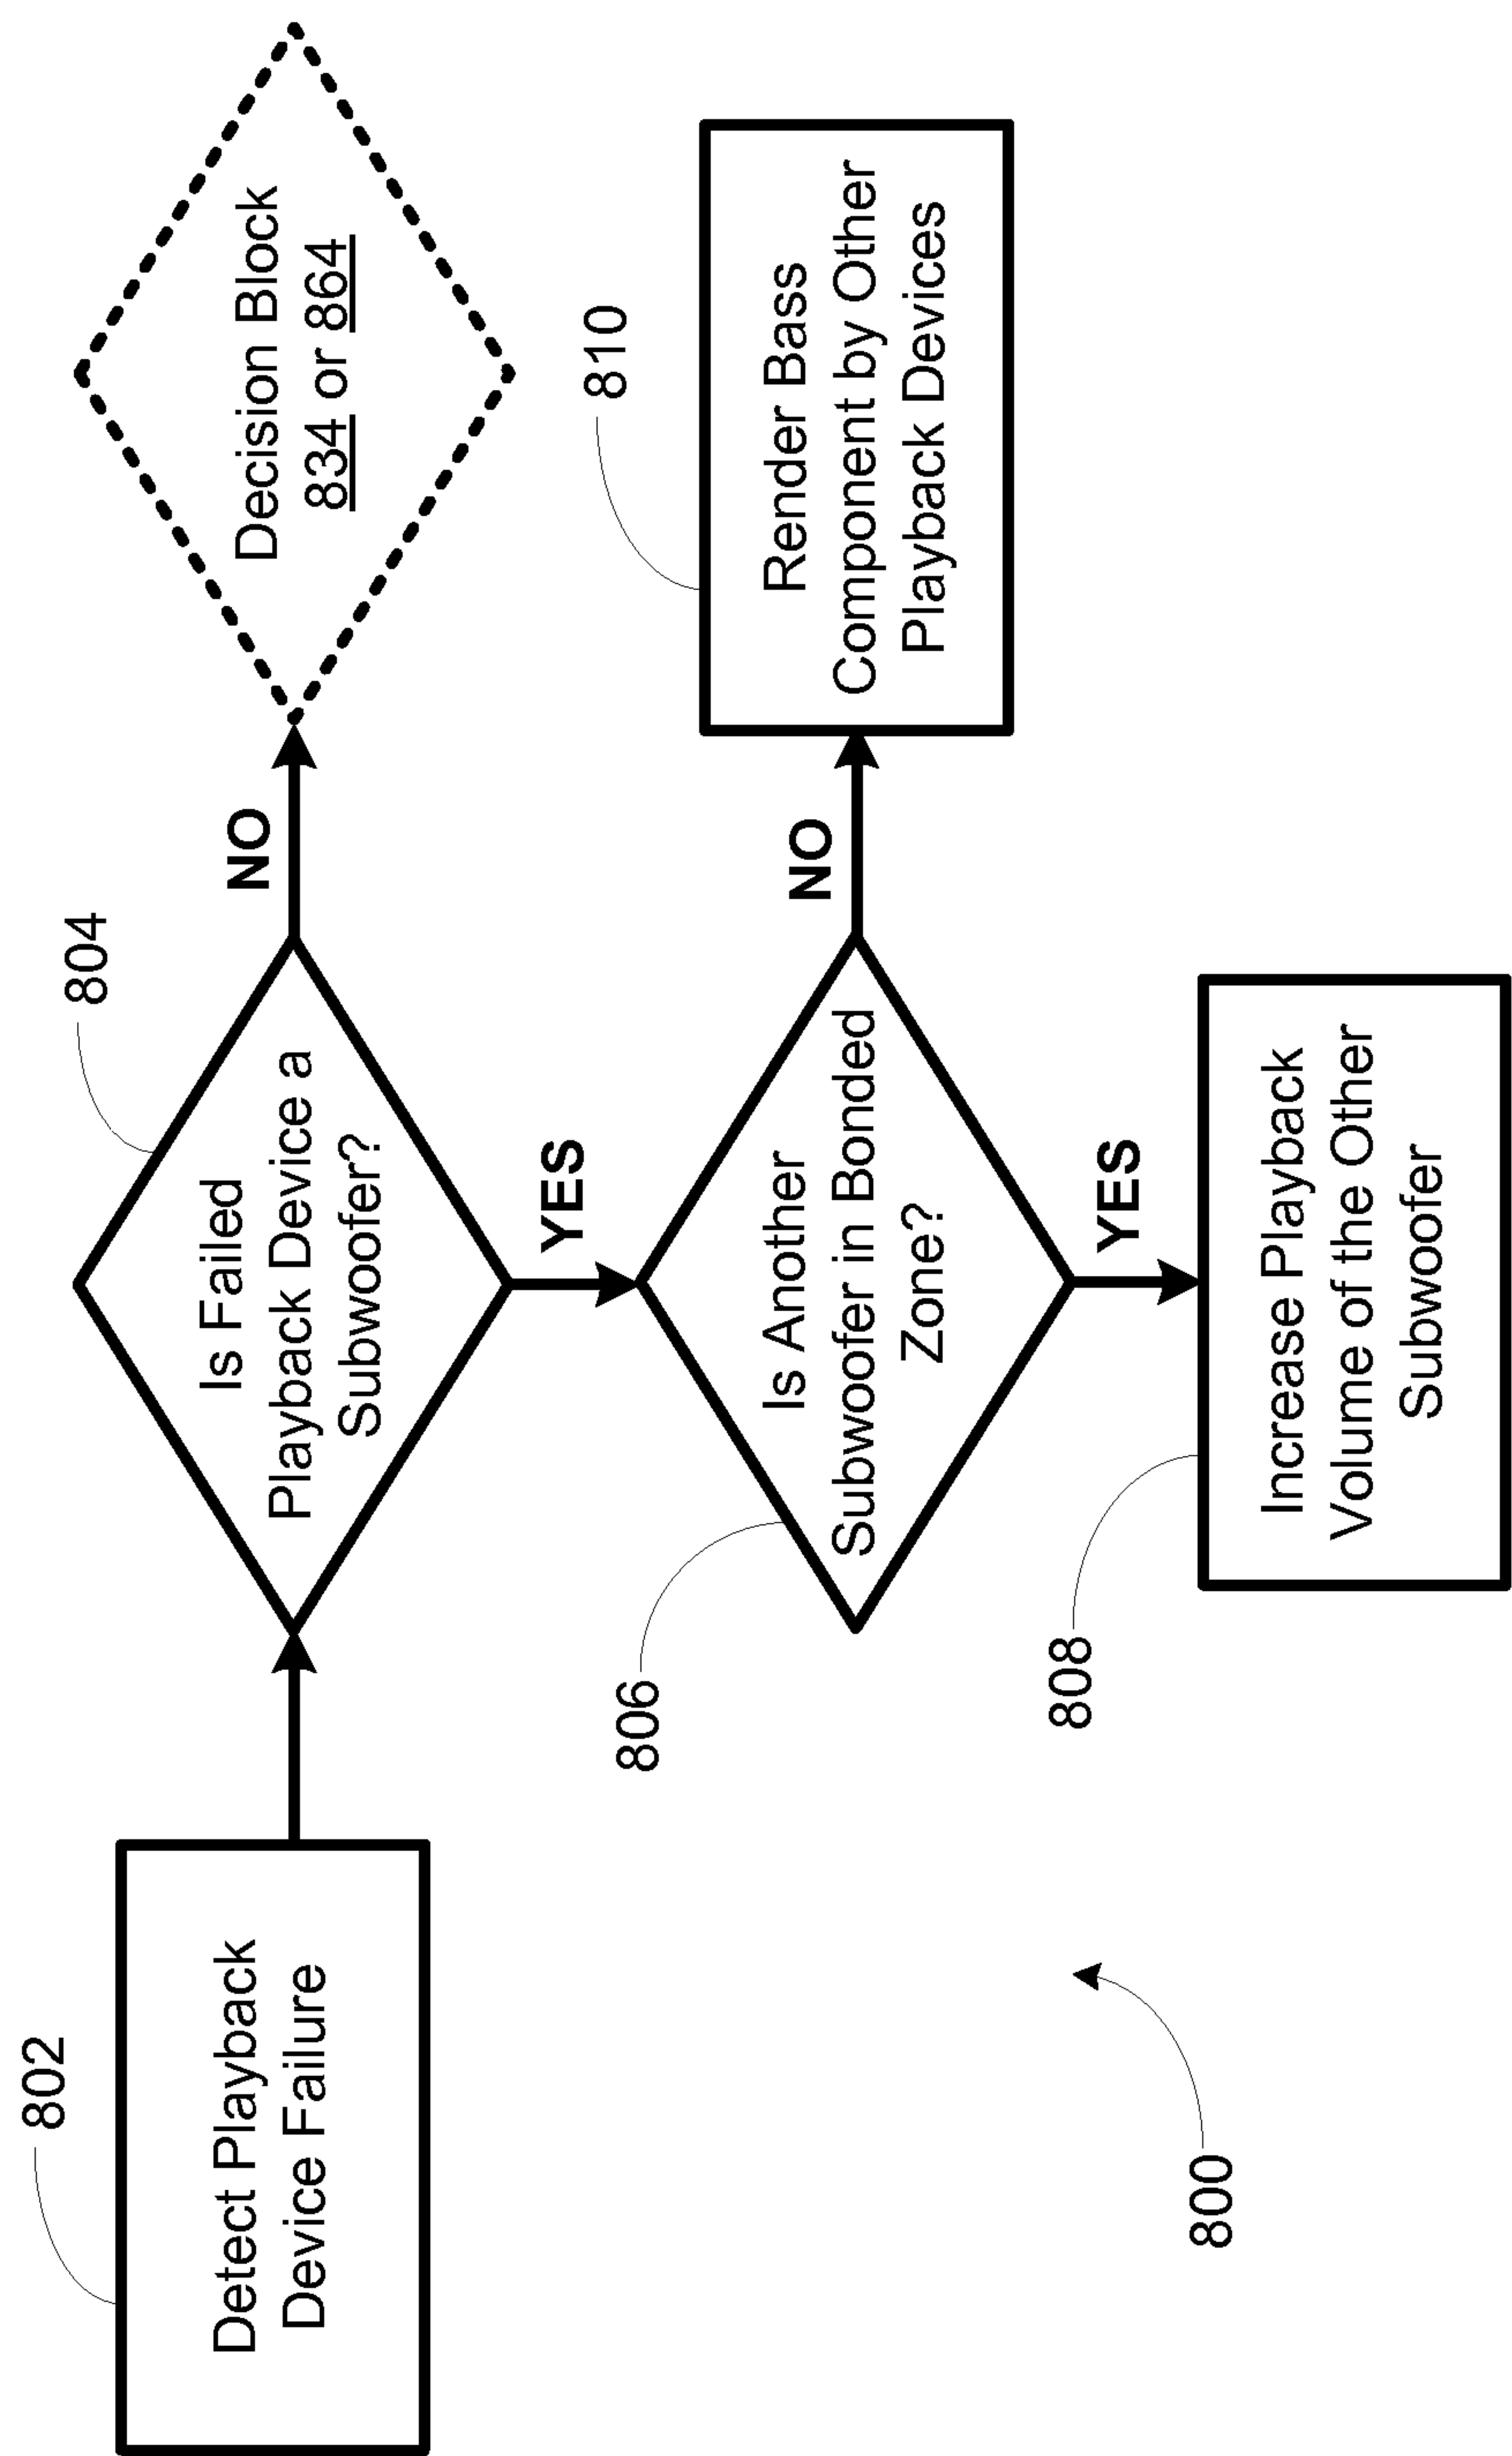 802
Detect Playback
Device Failure
804
Is Failed
Playback Device a
Subwoofer?
NO
Decision Block
834 or 864
YES
806
Is Another
Subwoofer in Bonded
Zone?
NO
810
Render Bass
Component by Other
Playback Devices
YES
808
Increase Playback
Volume of the Other
Subwoofer
800